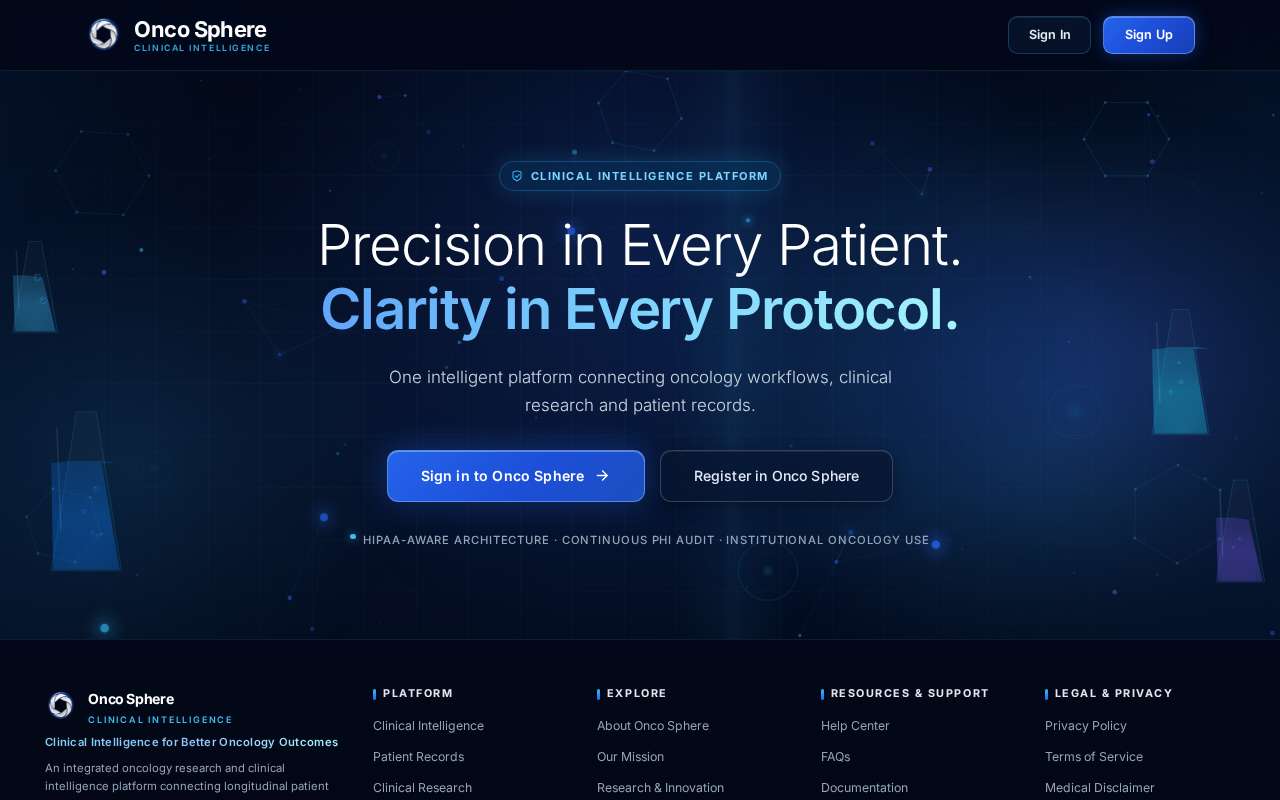 Onco Sphere
CLINICAL INTELLIGENCE
Sign In
Sign Up
CLINICAL INTELLIGENCE PLATFORM
Precision in Every Patient.
Clarity in Every Protocol.
One intelligent platform connecting oncology workflows, clinical
research and patient records.
Sign in to Onco Sphere →
Register in Onco Sphere
HIPAA-AWARE ARCHITECTURE · CONTINUOUS PHI AUDIT · INSTITUTIONAL ONCOLOGY USE
Onco Sphere
CLINICAL INTELLIGENCE
Clinical Intelligence for Better Oncology Outcomes
An integrated oncology research and clinical
intelligence platform connecting longitudinal patient
PLATFORM
Clinical Intelligence
Patient Records
Clinical Research
EXPLORE
About Onco Sphere
Our Mission
Research & Innovation
RESOURCES & SUPPORT
Help Center
FAQs
Documentation
LEGAL & PRIVACY
Privacy Policy
Terms of Service
Medical Disclaimer